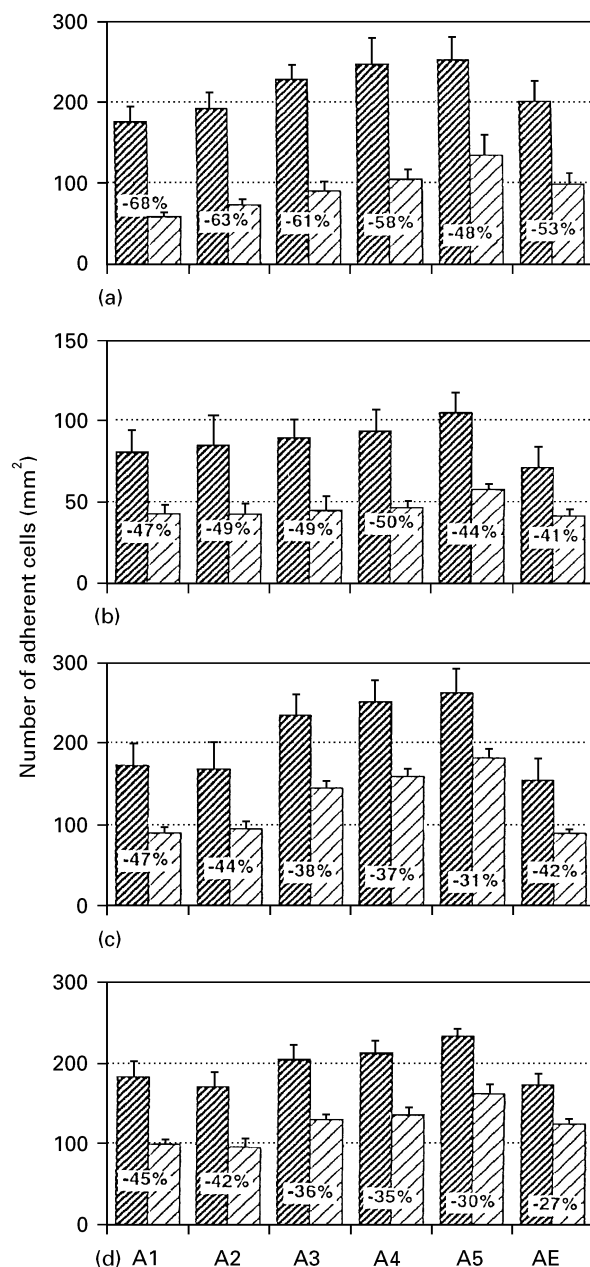 Number of adherent cells (mm²)
300
200
100
0
-68% -63% -61% -58% -48% -53%
(a)
150
100
50
0
-47% -49% -49% -50% -44% -41%
(b)
300
200
100
0
-47% -44% -38% -37% -31% -42%
(c)
300
200
100
0
-45% -42% -36% -35% -30% -27%
(d) A1 A2 A3 A4 A5 AE